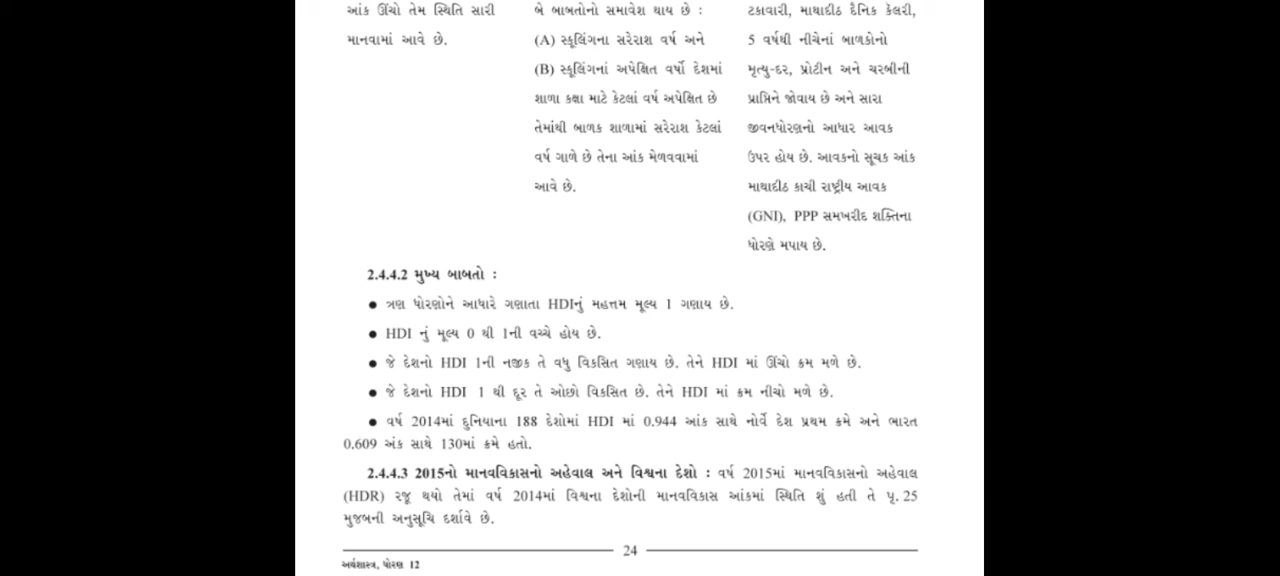 આંક ઊંચો તેમ સ્થિતિ સારી
માનવામાં આવે છે.
બે બાબતોનો સમાવેશ થાય છે :
(A) સ્કૂલિંગના સરેરાશ વર્ષ અને
(B) સ્કૂલિંગનાં અપેક્ષિત વર્ષો દેશમાં
શાળા કક્ષા માટે કેટલાં વર્ષ અપેક્ષિત છે
તેમાંથી બાળક શાળામાં સરેરાશ કેટલાં
વર્ષ ગાળે છે તેના આંક મેળવવામાં
આવે છે.
ટકાવારી, માથાદીઠ દૈનિક કૅલરી,
5 વર્ષથી નીચેનાં બાળકોનો
મૃત્યુ-દર, પ્રોટીન અને ચરબીની
પ્રાપ્તિને જોવાય છે અને સારા
જીવનધોરણનો આધાર આવક
ઉપર હોય છે. આવકનો સૂચક આંક
માથાદીઠ કાચી રાષ્ટ્રીય આવક
(GNI), PPP સમખરીદ શક્તિના
ધોરણે મપાય છે.
2.4.4.2 મુખ્ય બાબતો :
● ત્રણ ધોરણોને આધારે ગણાતા HDIનું મહત્તમ મૂલ્ય 1 ગણાય છે.
● HDI નું મૂલ્ય 0 થી 1ની વચ્ચે હોય છે.
● જે દેશનો HDI 1ની નજીક તે વધુ વિકસિત ગણાય છે. તેને HDI માં ઊંચો ક્રમ મળે છે.
● જે દેશનો HDI 1 થી દૂર તે ઓછો વિકસિત છે. તેને HDI માં ક્રમ નીચો મળે છે.
● વર્ષ 2014માં દુનિયાના 188 દેશોમાં HDI માં 0.944 આંક સાથે નોર્વે દેશ પ્રથમ ક્રમે અને ભારત
0.609 અંક સાથે 130માં ક્રમે હતો.
2.4.4.3 2015નો માનવવિકાસનો અહેવાલ અને વિશ્વના દેશો : વર્ષ 2015માં માનવવિકાસનો અહેવાલ
(HDR) રજૂ થયો તેમાં વર્ષ 2014માં વિશ્વના દેશોની માનવવિકાસ આંકમાં સ્થિતિ શું હતી તે પૃ. 25
મુજબની અનુસૂચિ દર્શાવે છે.
24
અર્થશાસ્ત્ર, ધોરણ 12